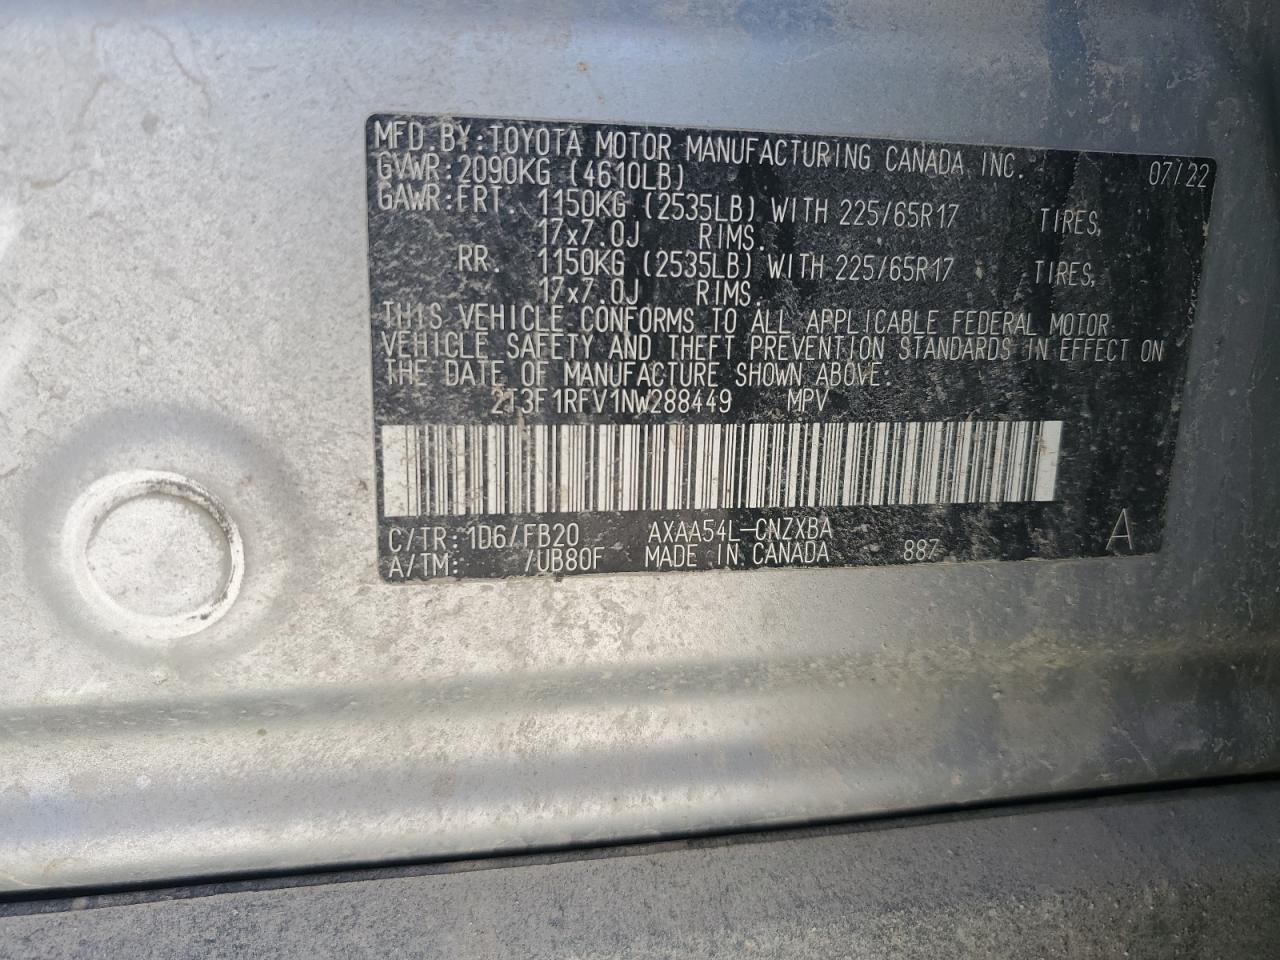 MFD. BY: TOYOTA MOTOR MANUFACTURING CANADA INC. 07/22
GVWR: 2090KG (4610LB)
GAWR: FRT. 1150KG (2535LB) WITH 225/65R17 TIRES,
17x7.0J RIMS.
RR. 1150KG (2535LB) WITH 225/65R17 TIRES,
17x7.0J RIMS.
THIS VEHICLE CONFORMS TO ALL APPLICABLE FEDERAL MOTOR
VEHICLE SAFETY AND THEFT PREVENTION STANDARDS IN EFFECT ON
THE DATE OF MANUFACTURE SHOWN ABOVE.
2T3F1RFV1NW288449 MPV
C/TR: 1D6/FB20 AXAA54L-CNZXBA
A/TM: /UB80F MADE IN CANADA 887 A